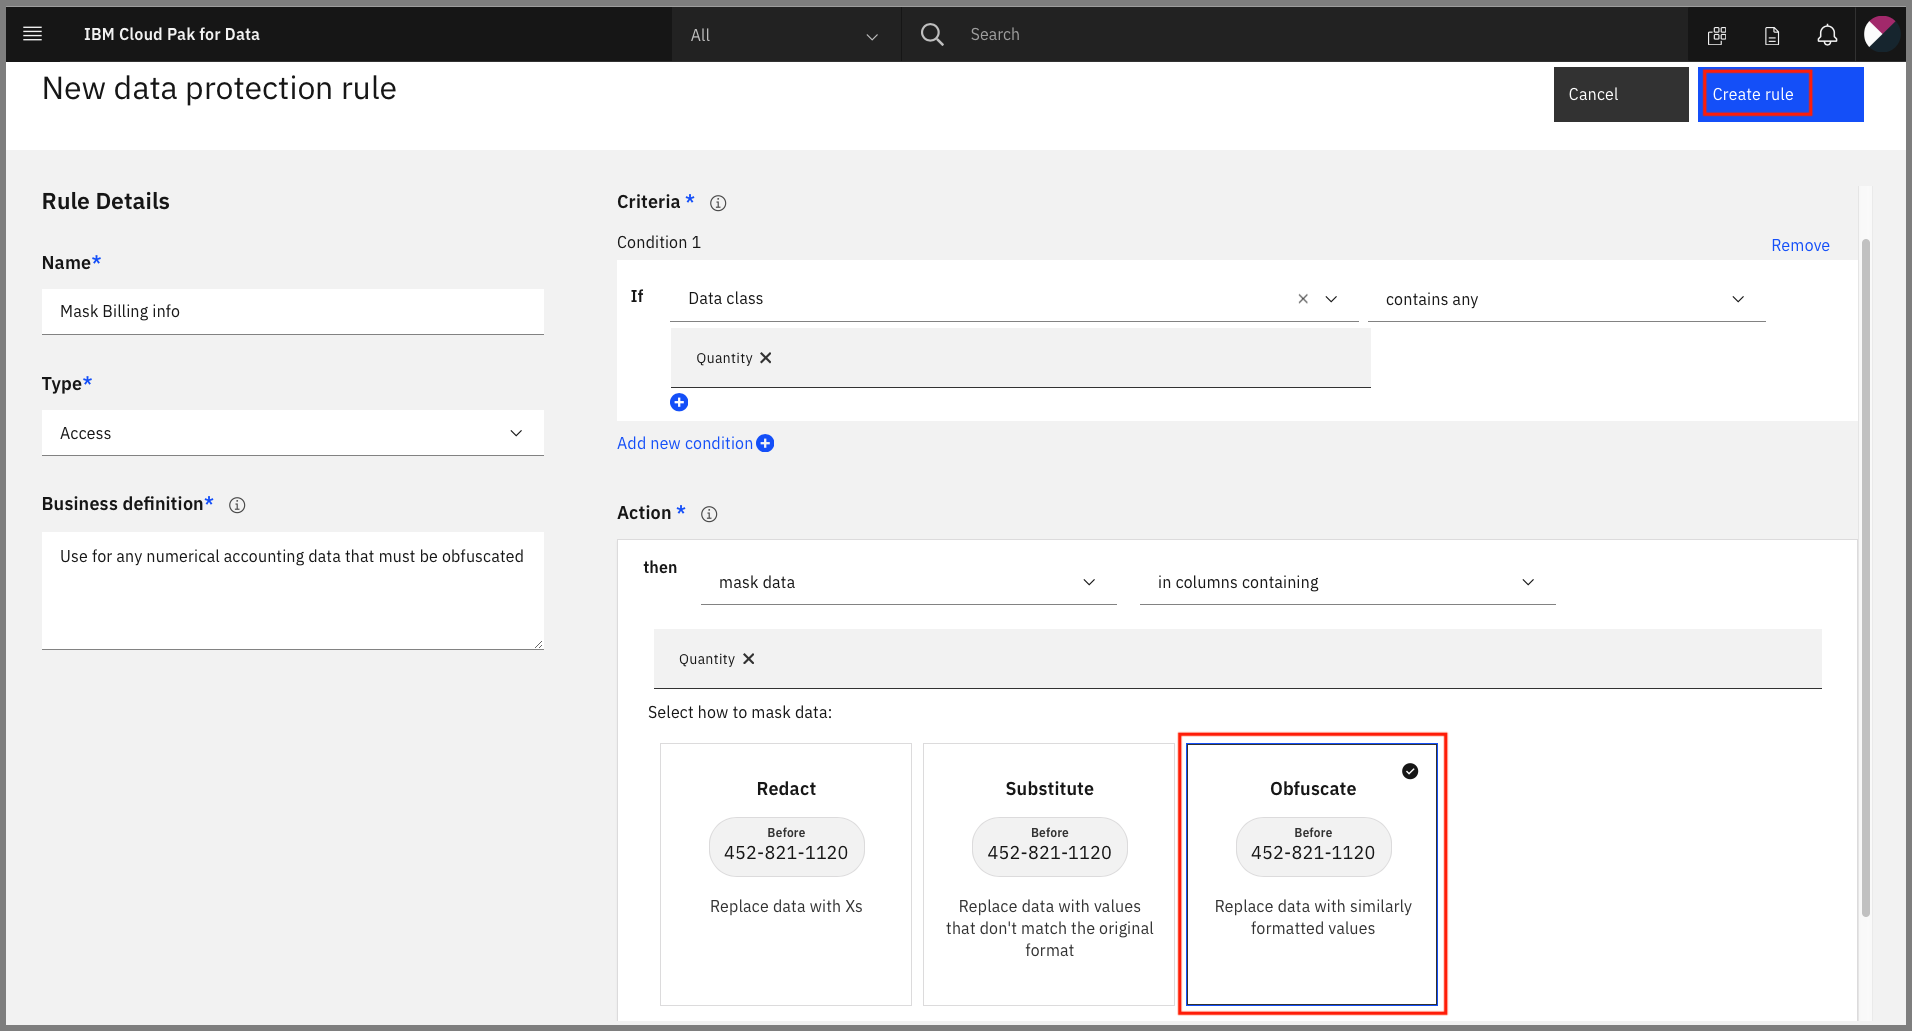 IBM Cloud Pak for Data
All
Search
New data protection rule
Cancel
Create rule
Rule Details
Name*
Mask Billing info
Type*
Access
Business definition*
Use for any numerical accounting data that must be obfuscated
Criteria *
Condition 1
Remove
If
Data class
contains any
Quantity
Add new condition
Action *
then
mask data
in columns containing
Quantity
Select how to mask data:
Redact
Before
452-821-1120
Replace data with Xs
Substitute
Before
452-821-1120
Replace data with values
that don't match the original
format
Obfuscate
Before
452-821-1120
Replace data with similarly
formatted values